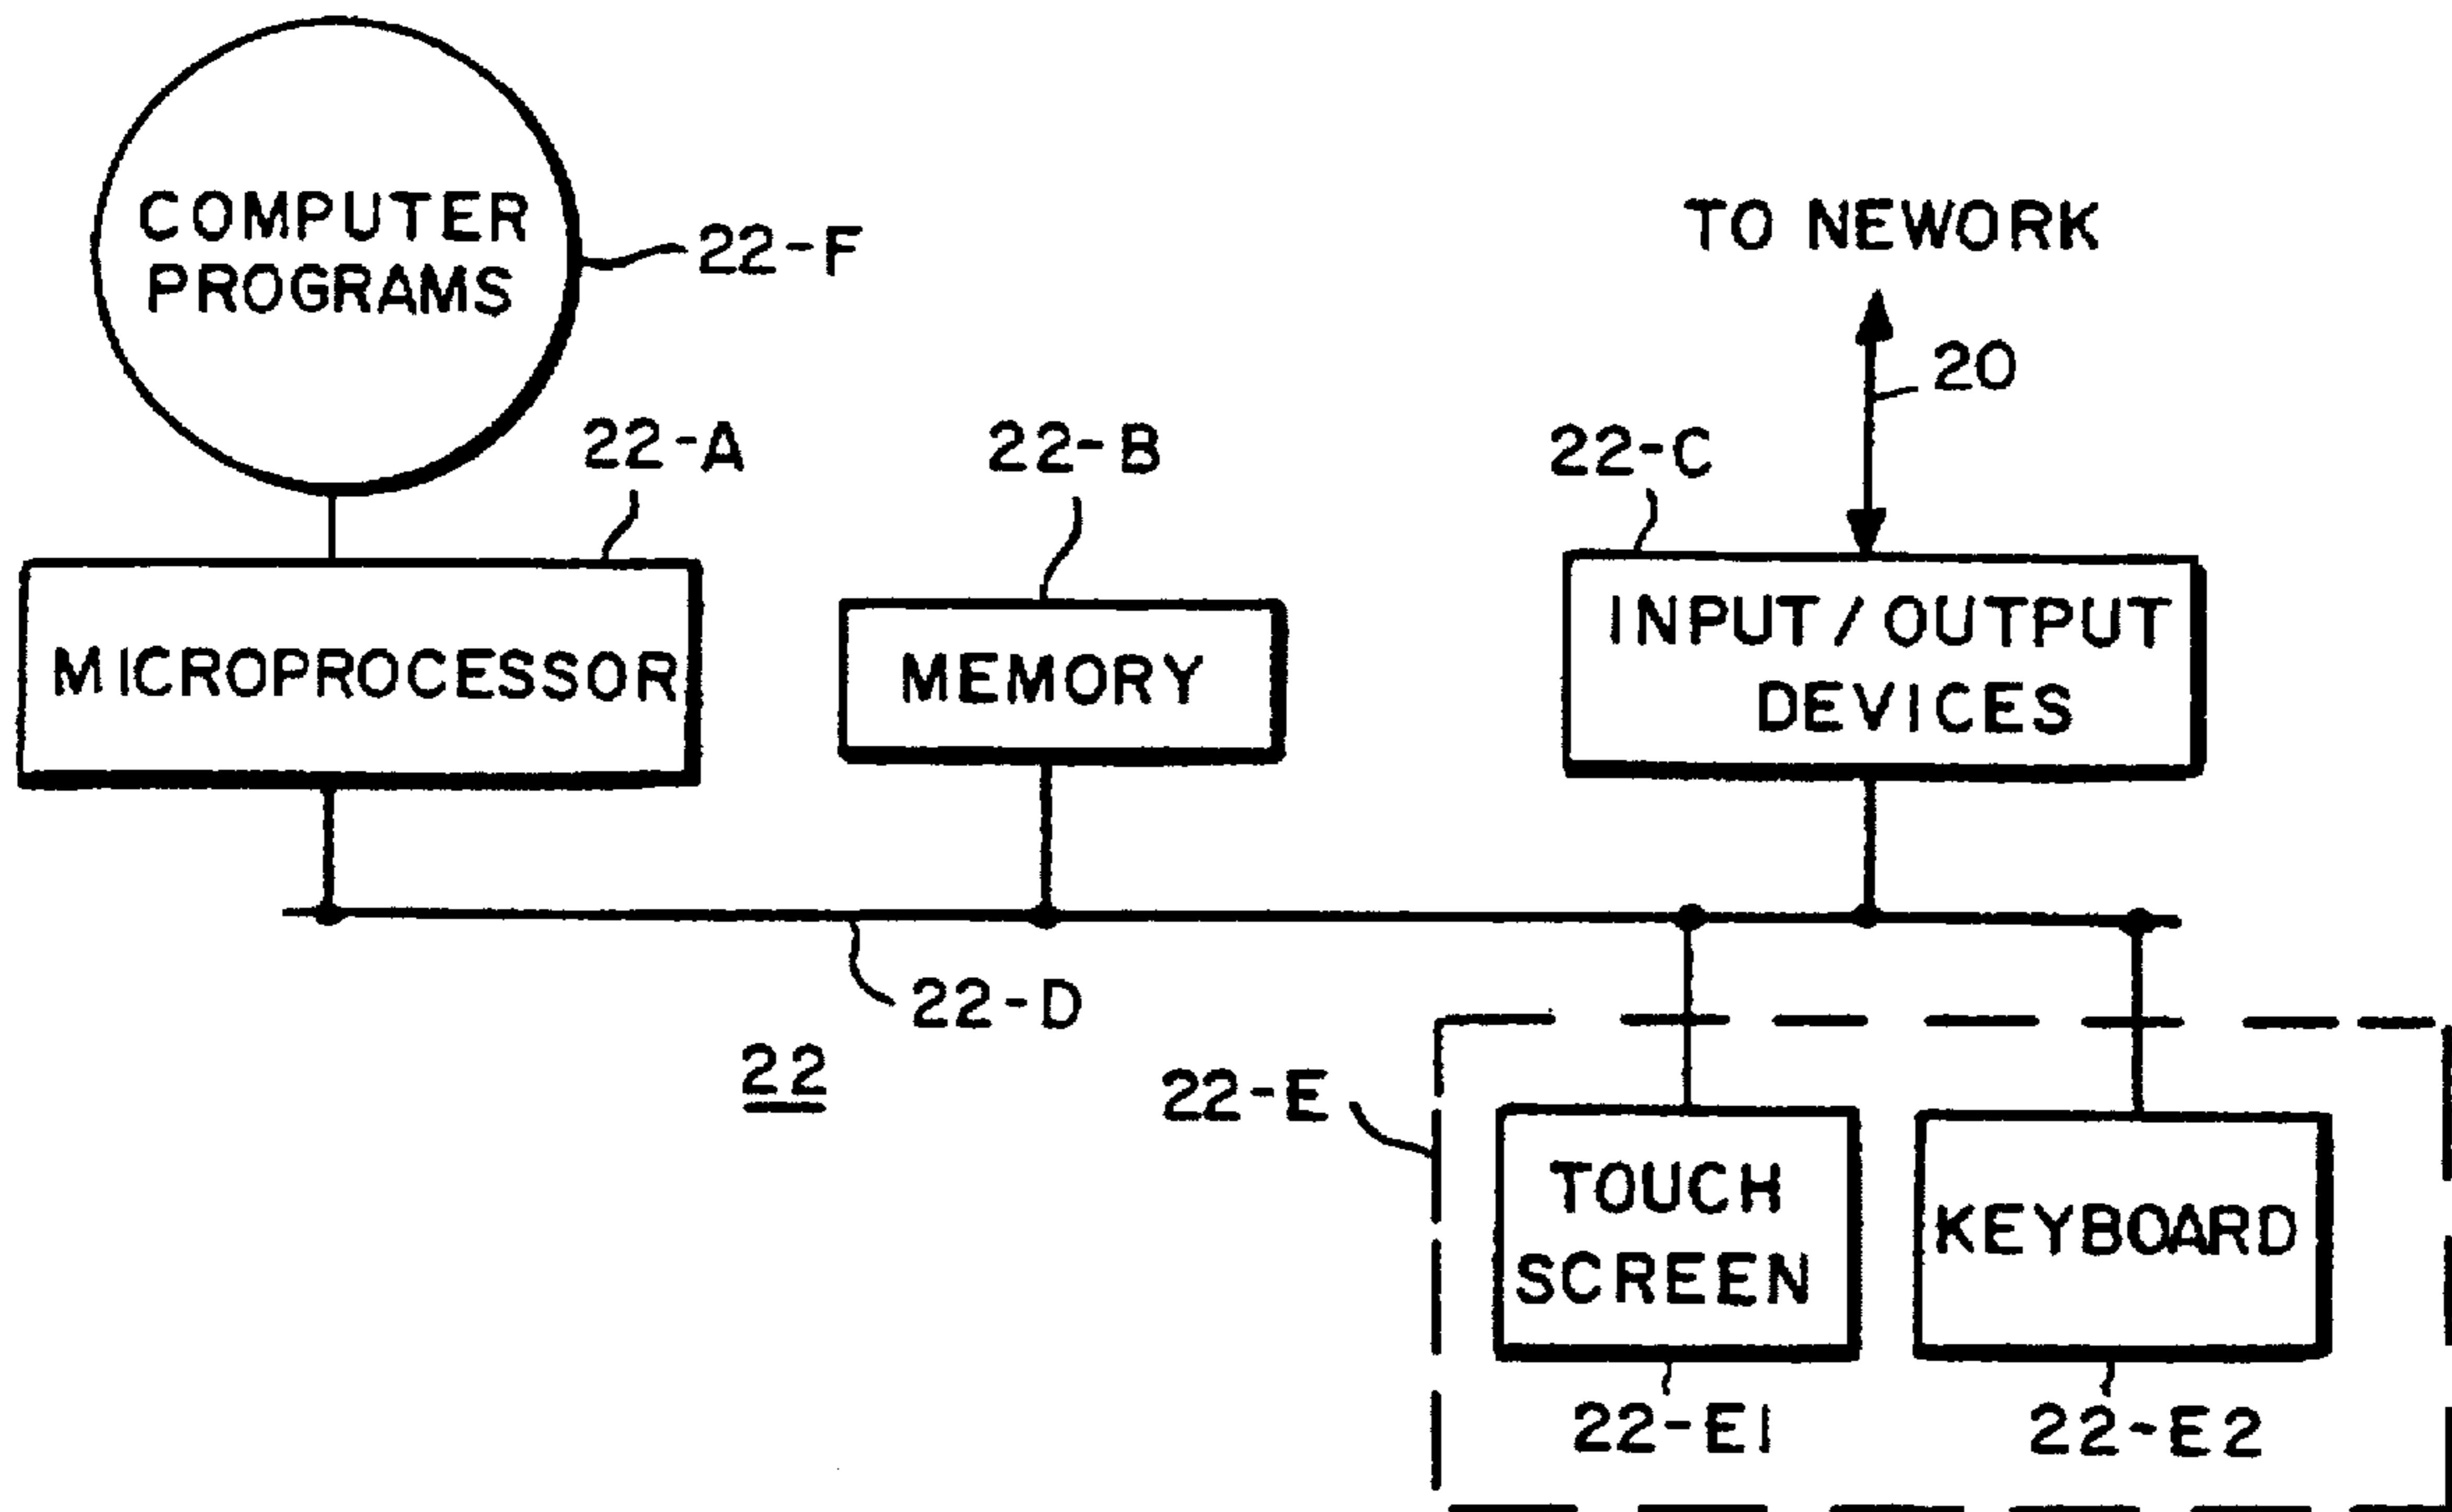 COMPUTER
PROGRAMS
22-F
TO NEWORK
20
22-A
22-B
22-C
MICROPROCESSOR
MEMORY
INPUT/OUTPUT
DEVICES
22-D
22
22-E
TOUCH
SCREEN
KEYBOARD
22-E1
22-E2